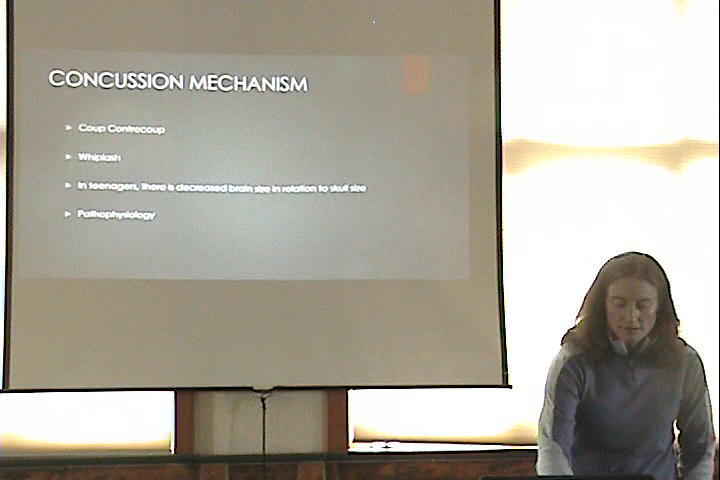 CONCUSSION MECHANISM
Coup Contrecoup
Whiplash
In teenagers, there is decreased brain size in relation to skull size
Pathophysiology